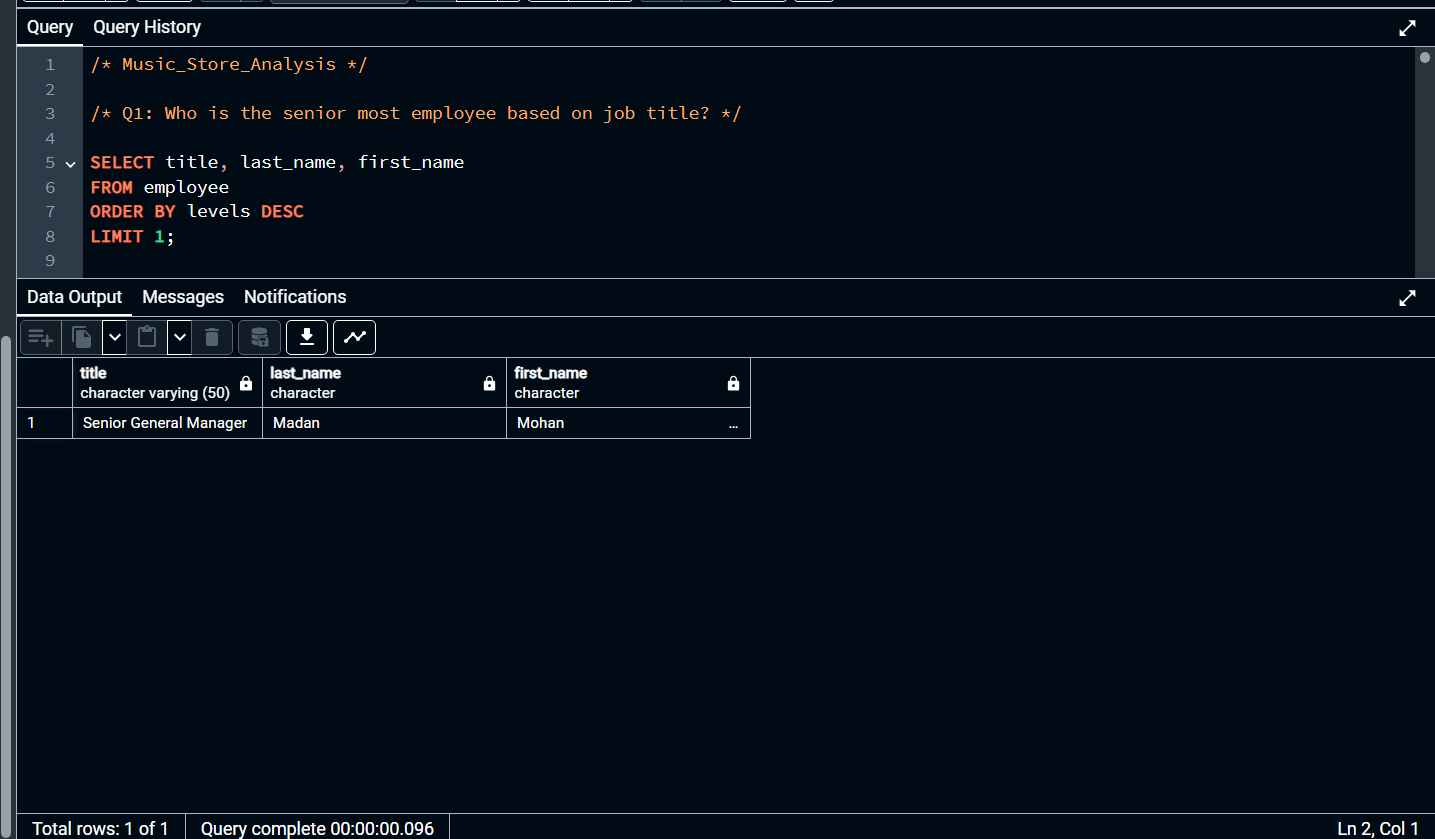 Query Query History
1 /* Music_Store_Analysis */
2
3 /* Q1: Who is the senior most employee based on job title? */
4
5 SELECT title, last_name, first_name
6 FROM employee
7 ORDER BY levels DESC
8 LIMIT 1;
9
Data Output Messages Notifications
title last_name first_name
character varying (50) character character
1 Senior General Manager Madan Mohan ...
Total rows: 1 of 1 Query complete 00:00:00.096 Ln 2, Col 1